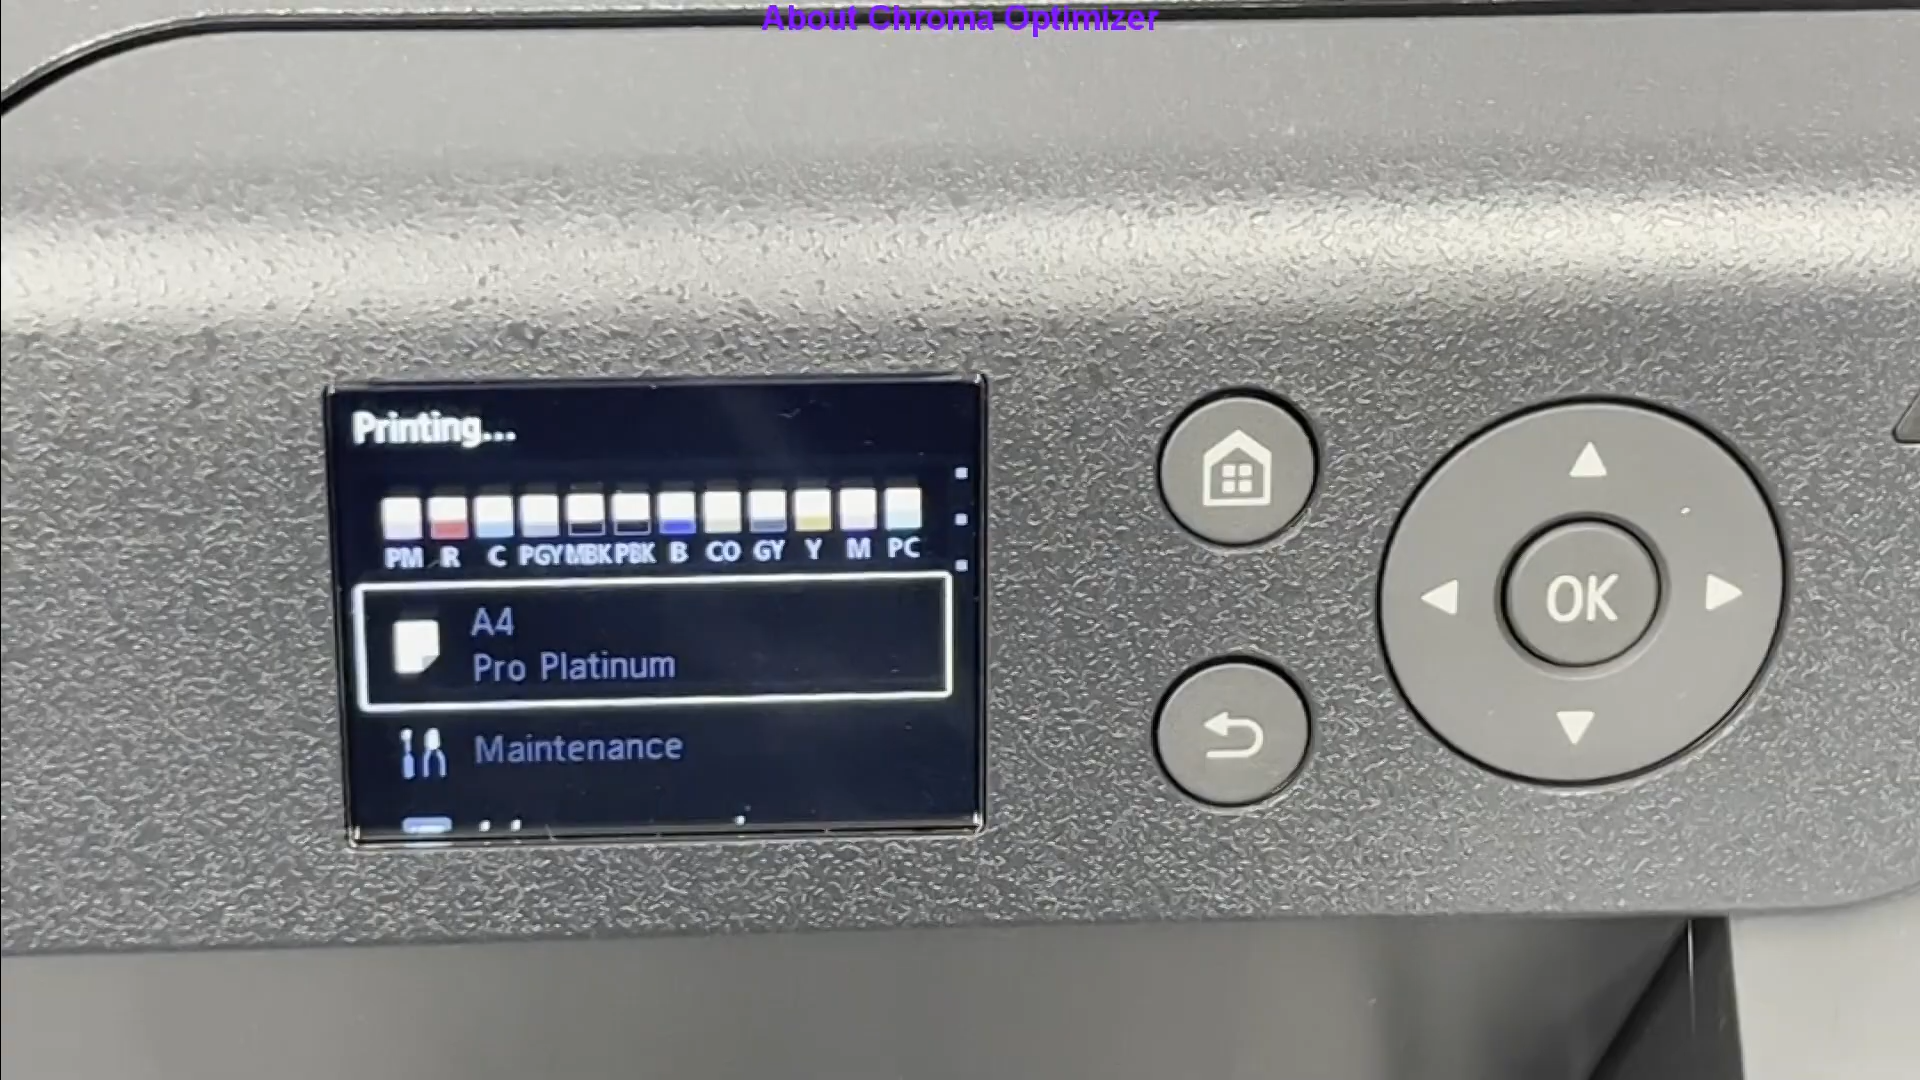 About Chroma Optimizer
Printing...
PM R C PGY MBK PBK B CO GY Y M PC
A4
Pro Platinum
Maintenance
OK